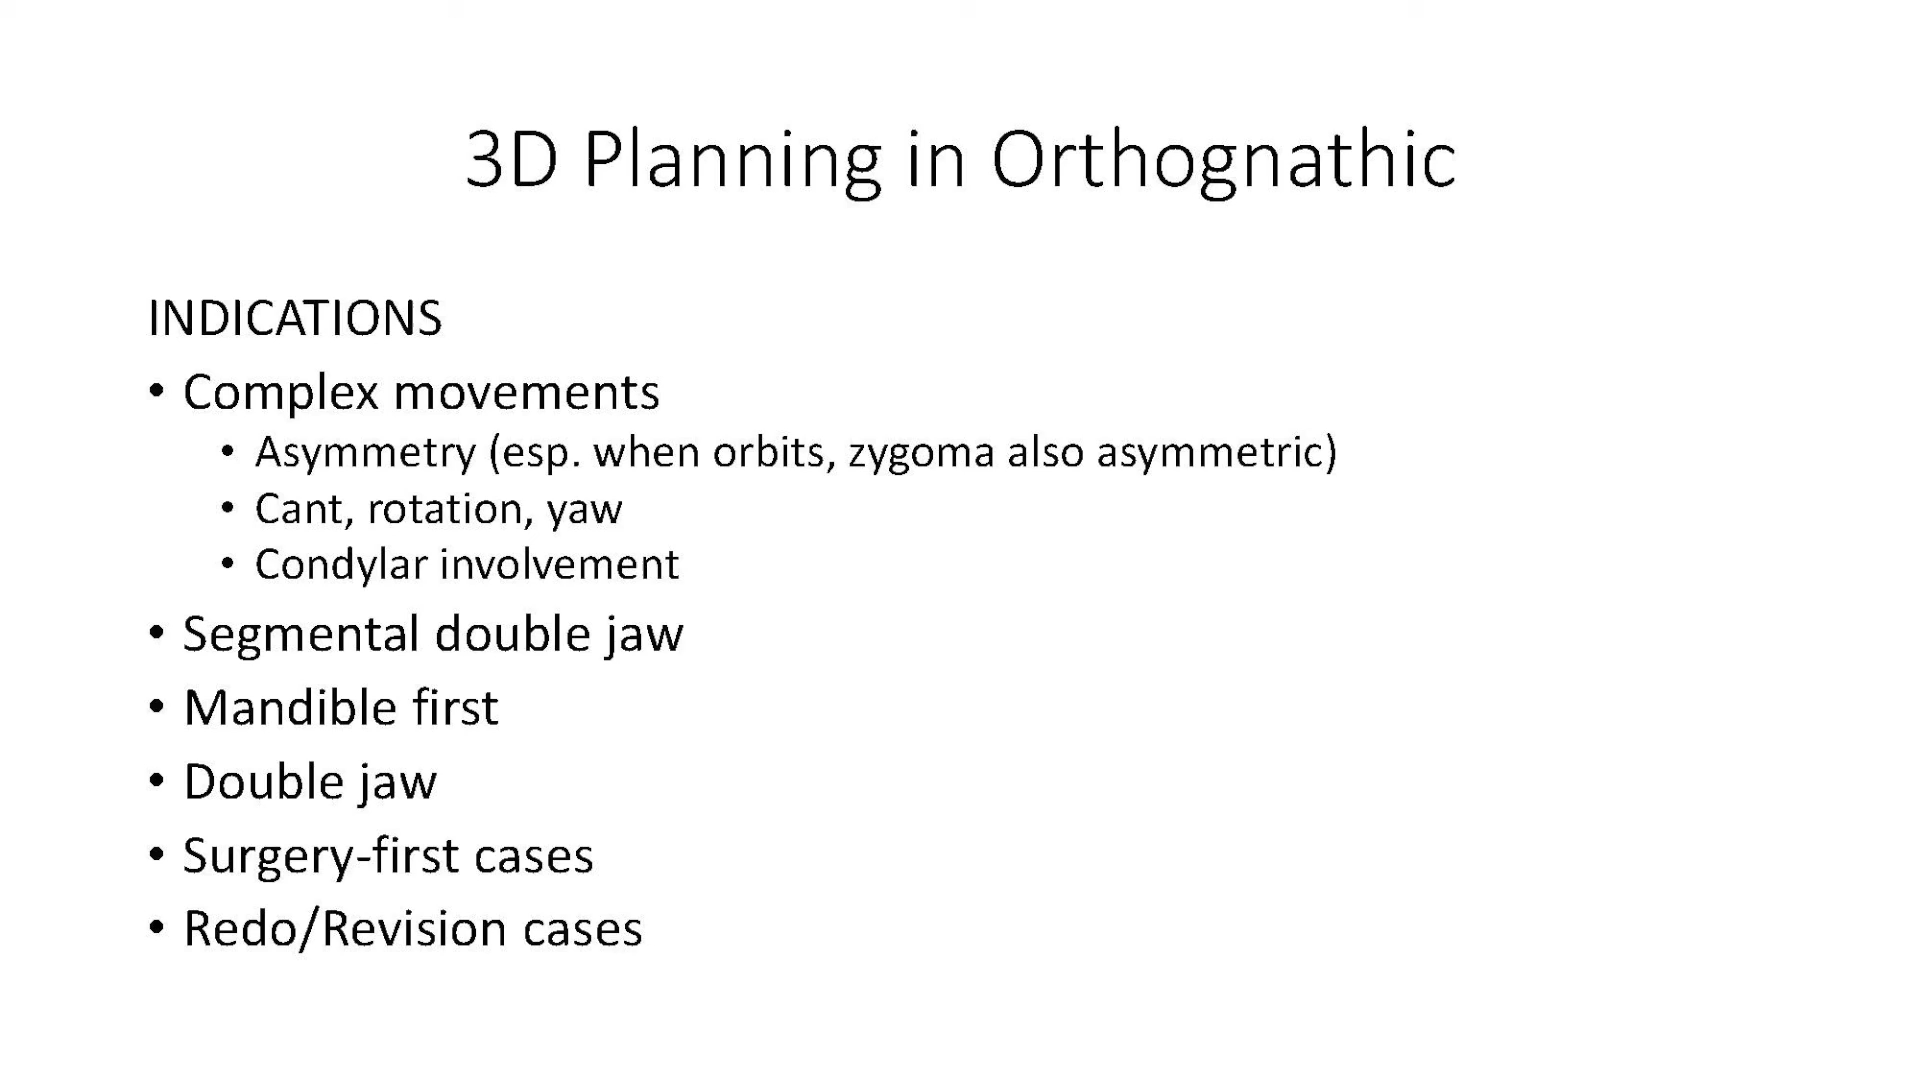 3D Planning in Orthognathic
INDICATIONS
• Complex movements
• Asymmetry (esp. when orbits, zygoma also asymmetric)
• Cant, rotation, yaw
• Condylar involvement
• Segmental double jaw
• Mandible first
• Double jaw
• Surgery-first cases
• Redo/Revision cases